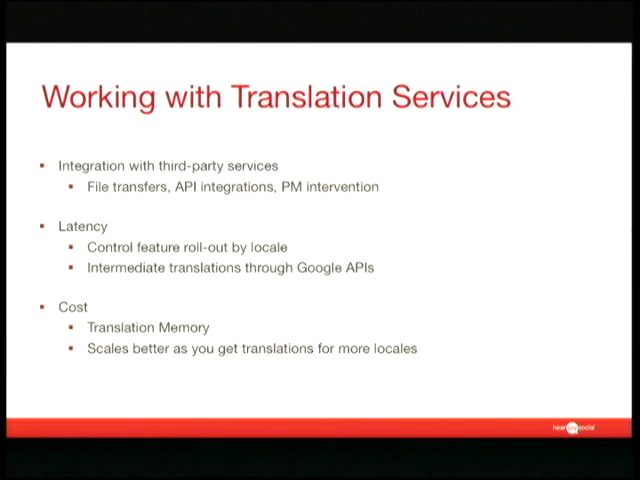 Working with Translation Services
Integration with third-party services
File transfers, API integrations, PM intervention
Latency
Control feature roll-out by locale
Intermediate translations through Google APIs
Cost
Translation Memory
Scales better as you get translations for more locales